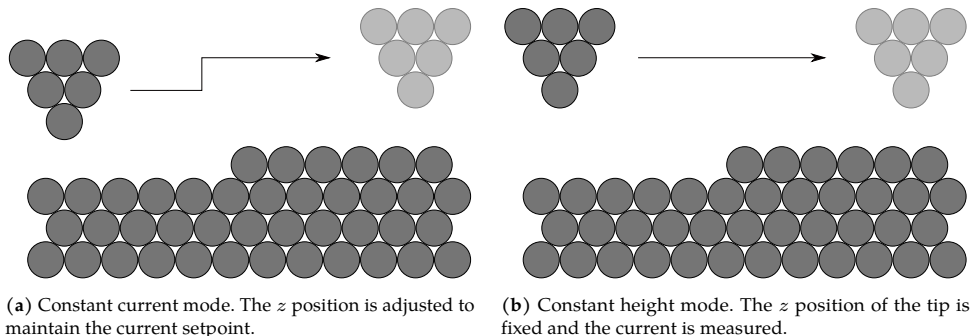 (a) Constant current mode. The z position is adjusted to
maintain the current setpoint.
(b) Constant height mode. The z position of the tip is
fixed and the current is measured.